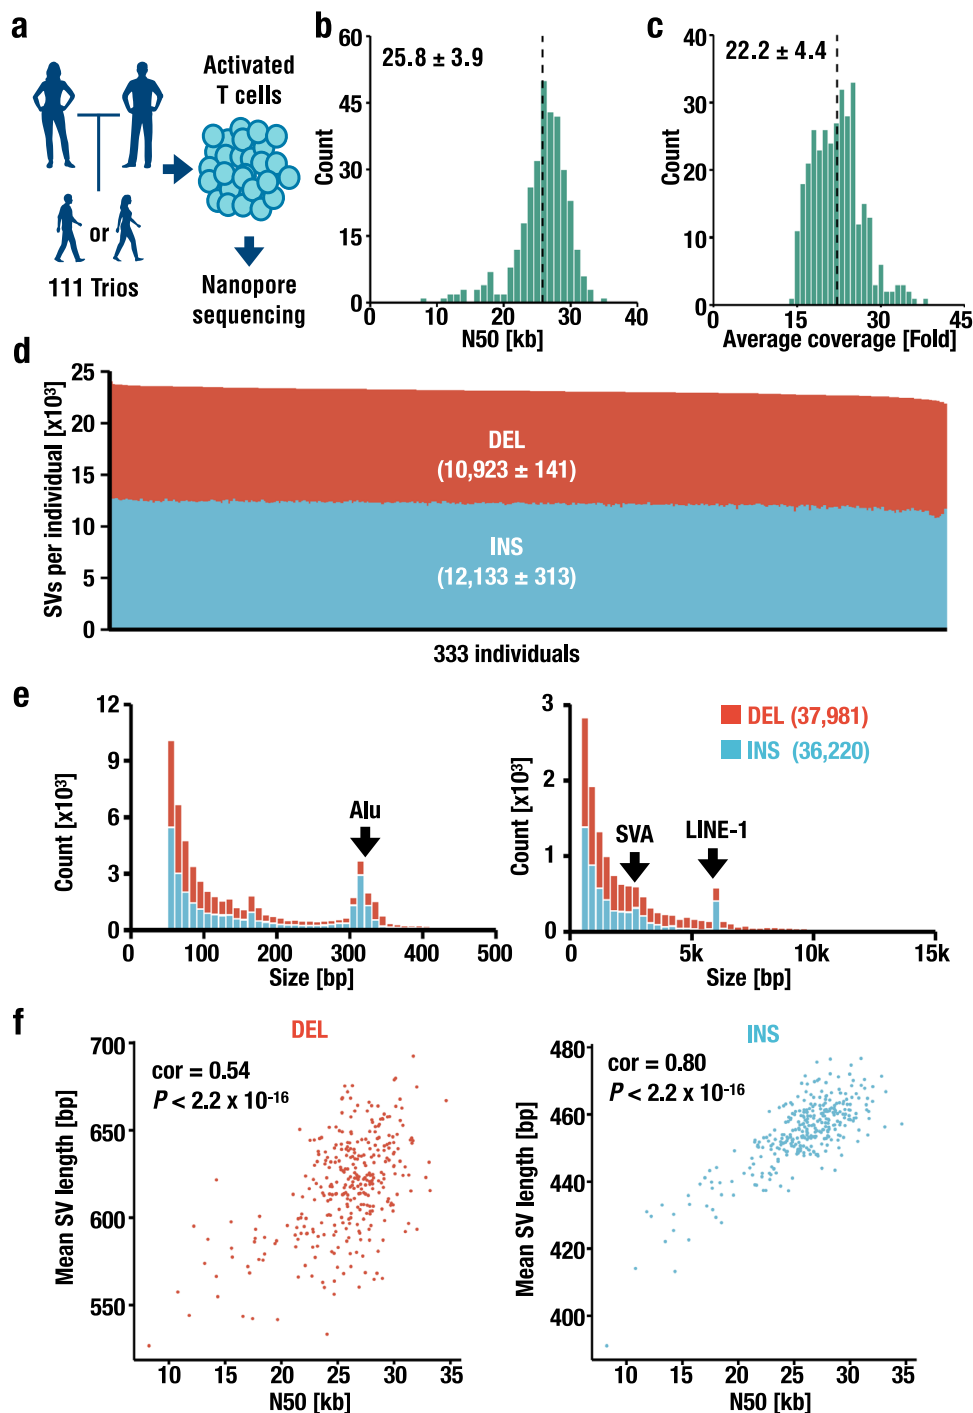 a
Activated
T cells
or
111 Trios
Nanopore
sequencing
b
60
45
30
15
0
Count
25.8 ± 3.9
0
10
20
30
40
N50 [kb]
c
40
30
20
10
0
Count
22.2 ± 4.4
0
15
30
45
Average coverage [Fold]
d
25
20
15
10
5
0
SVs per individual [x10³]
DEL
(10,923 ± 141)
INS
(12,133 ± 313)
333 individuals
e
12
9
6
3
0
Count [x10³]
Alu
0
100
200
300
400
500
Size [bp]
3
2
1
0
Count [x10³]
DEL (37,981)
INS (36,220)
SVA
LINE-1
0
5k
10k
15k
Size [bp]
f
DEL
700
650
600
550
Mean SV length [bp]
cor = 0.54
P < 2.2 x 10⁻¹⁶
10
15
20
25
30
35
N50 [kb]
INS
480
460
440
420
400
Mean SV length [bp]
cor = 0.80
P < 2.2 x 10⁻¹⁶
10
15
20
25
30
35
N50 [kb]